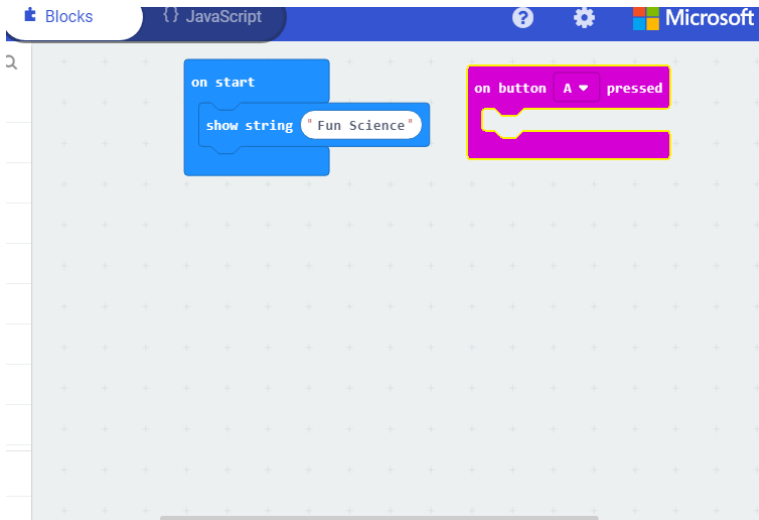 Blocks
{} JavaScript
?
Microsoft
on start
show string "Fun Science"
on button A pressed